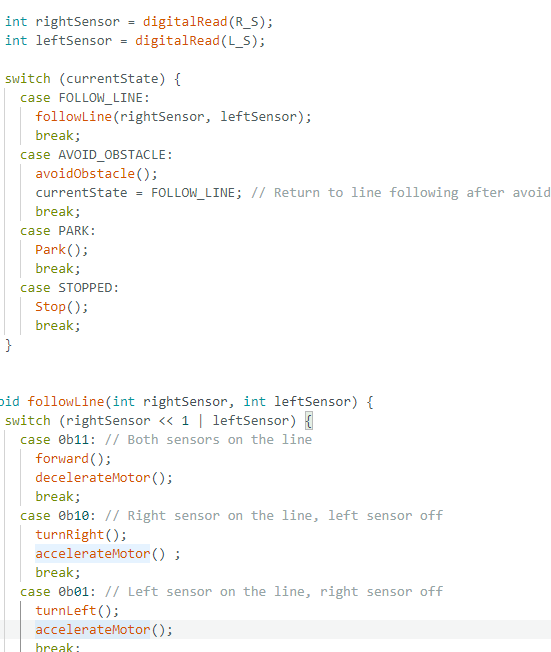 int rightSensor = digitalRead(R_S);
int leftSensor = digitalRead(L_S);
switch (currentState) {
case FOLLOW_LINE:
followLine(rightSensor, leftSensor);
break;
case AVOID_OBSTACLE:
avoidObstacle();
currentState = FOLLOW_LINE; // Return to line following after avoid
break;
case PARK:
Park();
break;
case STOPPED:
Stop();
break;
}
oid followLine(int rightSensor, int leftSensor) {
switch (rightSensor << 1 | leftSensor) {
case 0b11: // Both sensors on the line
forward();
decelerateMotor();
break;
case 0b10: // Right sensor on the line, left sensor off
turnRight();
accelerateMotor() ;
break;
case 0b01: // Left sensor on the line, right sensor off
turnLeft();
accelerateMotor();
break;